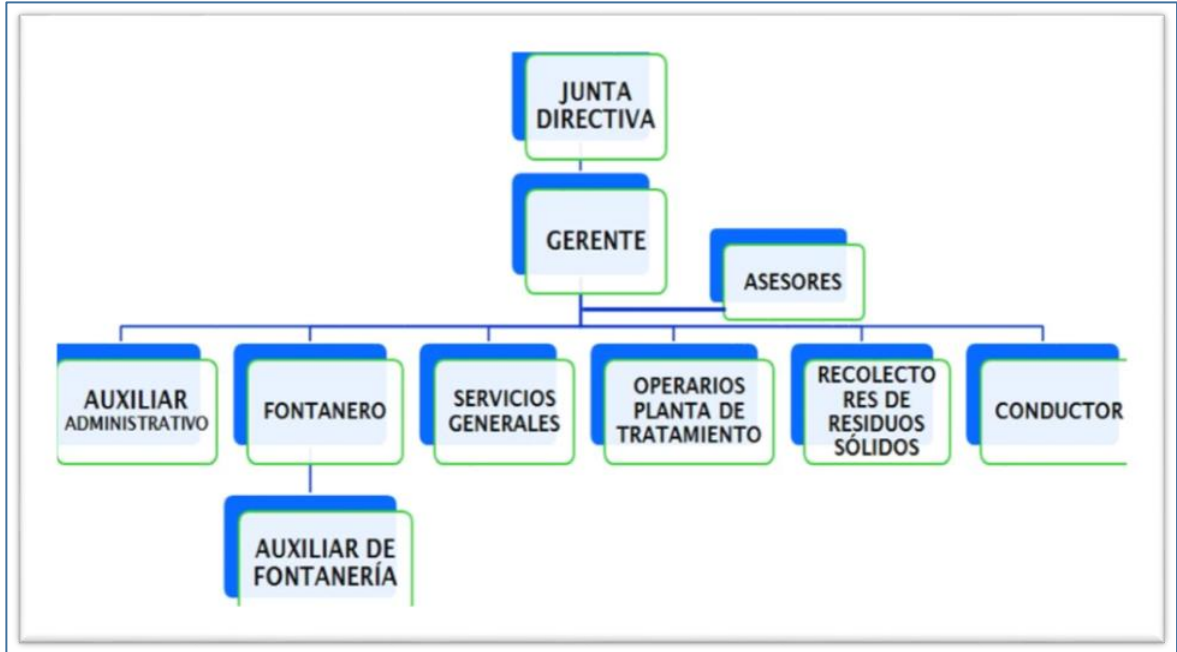 JUNTA
DIRECTIVA
GERENTE
ASESORES
AUXILIAR
ADMINISTRATIVO
FONTANERO
SERVICIOS
GENERALES
OPERARIOS
PLANTA DE
TRATAMIENTO
RECOLECTO
RES DE
RESIDUOS
SÓLIDOS
CONDUCTOR
AUXILIAR DE
FONTANERÍA